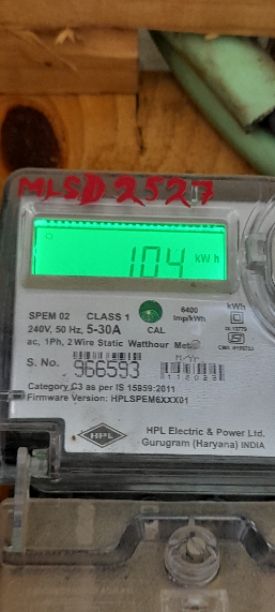 MLSD2527
104 kWh
SPEM 02 CLASS 1 6400 imp/kWh kWh
240V, 50 Hz, 5-30A CAL
ac, 1Ph, 2 Wire Static Watthour Meter
S. No. 966593
Category C3 as per IS 15959:2011
Firmware Version: HPLSPEM6XXX01
HPL
HPL Electric & Power Ltd.
Gurugram (Haryana) INDIA